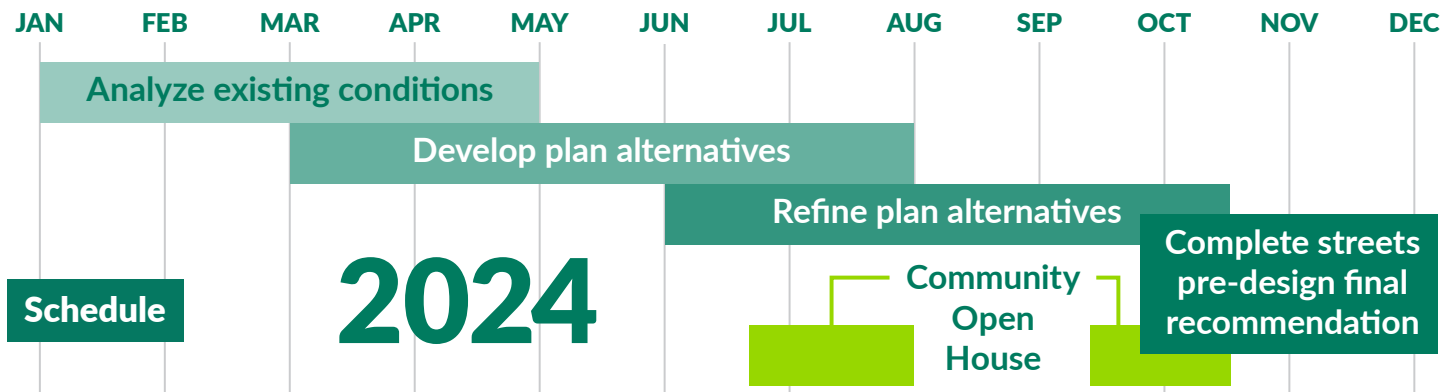 JAN FEB MAR APR MAY JUN JUL AUG SEP OCT NOV DEC
Analyze existing conditions
Develop plan alternatives
Refine plan alternatives
Complete streets
pre-design final
recommendation
Community
Open
House
2024
Schedule